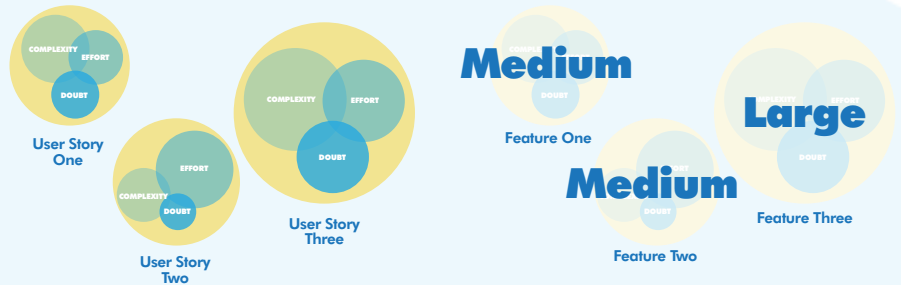 COMPLEXITY
EFFORT
DOUBT
User Story
One
EFFORT
COMPLEXITY
DOUBT
User Story
Two
COMPLEXITY
EFFORT
DOUBT
User Story
Three
Medium
DOUBT
Feature One
Medium
DOUBT
Feature Two
Large
DOUBT
Feature Three